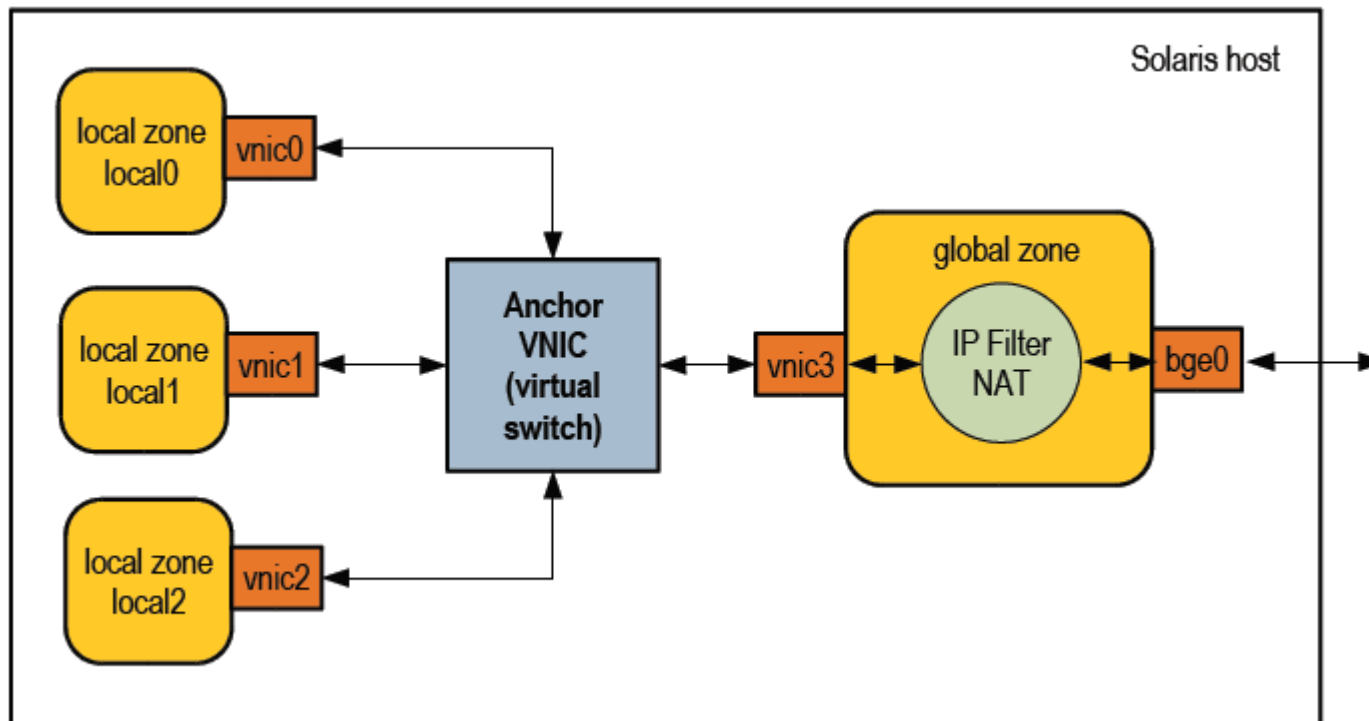 Solaris host
local zone
local0
vnic0
global zone
Anchor
VNIC
(virtual
switch)
local zone
local1
vnic1
vnic3
IP Filter
NAT
bge0
local zone
local2
vnic2